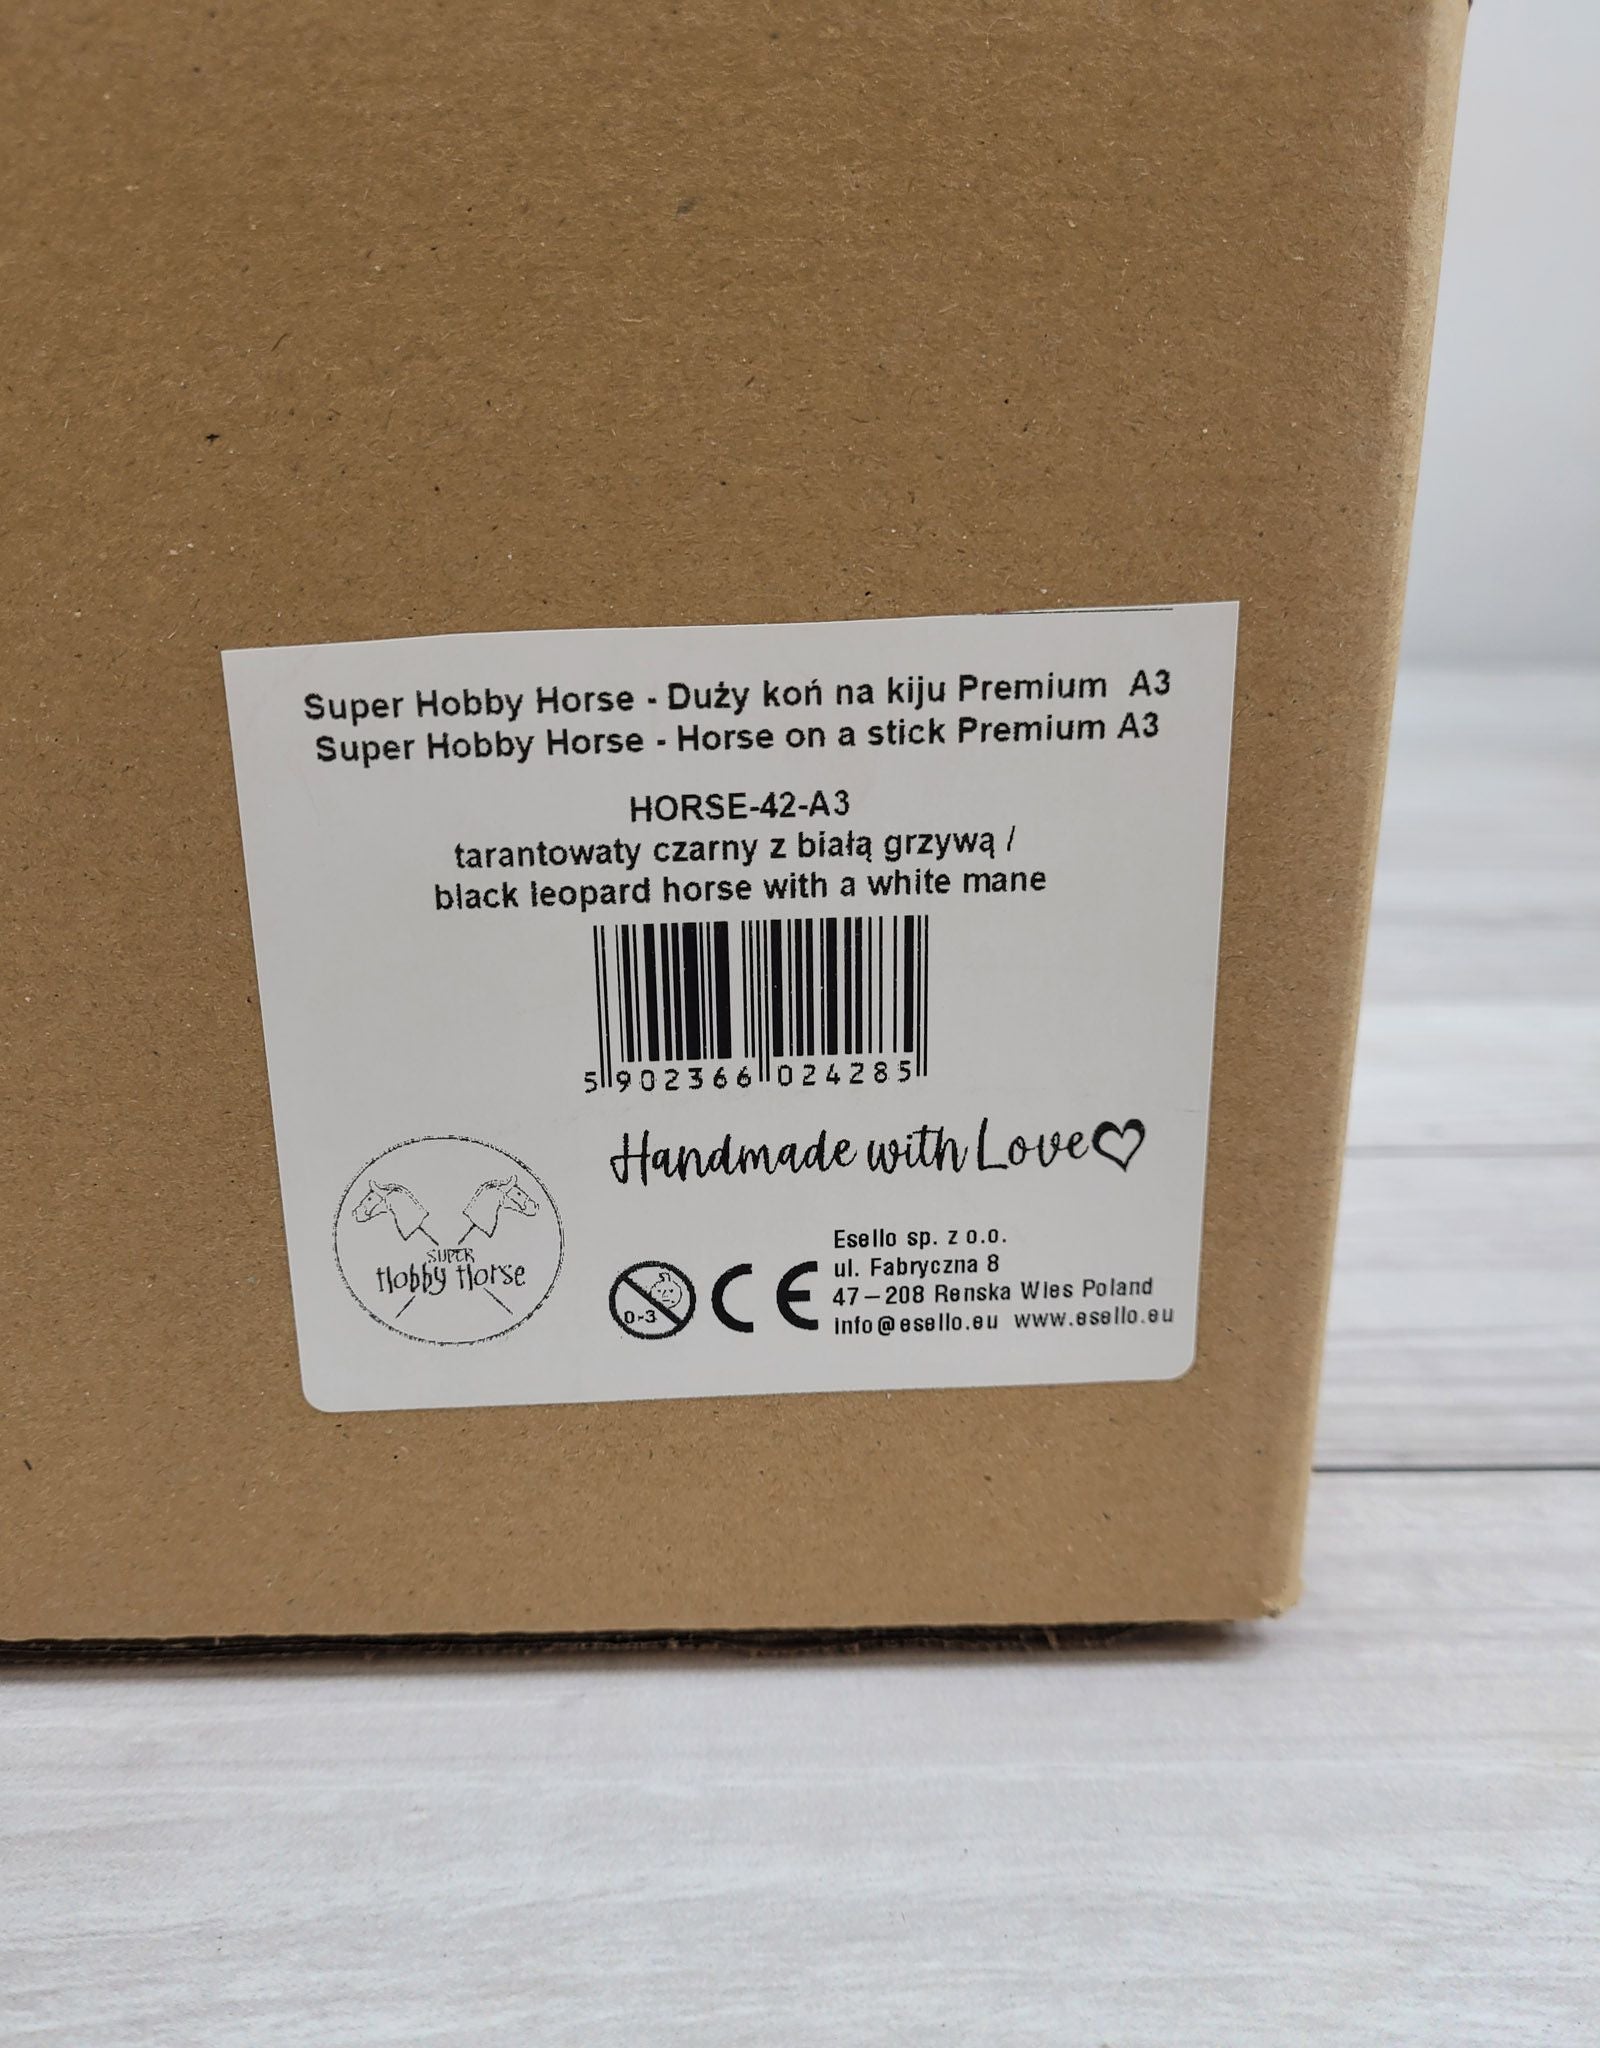 Super Hobby Horse - Duży koń na kiju Premium A3
Super Hobby Horse - Horse on a stick Premium A3
HORSE-42-A3
tarantowaty czarny z białą grzywą /
black leopard horse with a white mane
5 902366 024285
Handmade with Love
SUPER
Hobby Horse
0-3
CE
Esello sp. z o.o.
ul. Fabryczna 8
47-208 Renska Wies Poland
info@esello.eu www.esello.eu